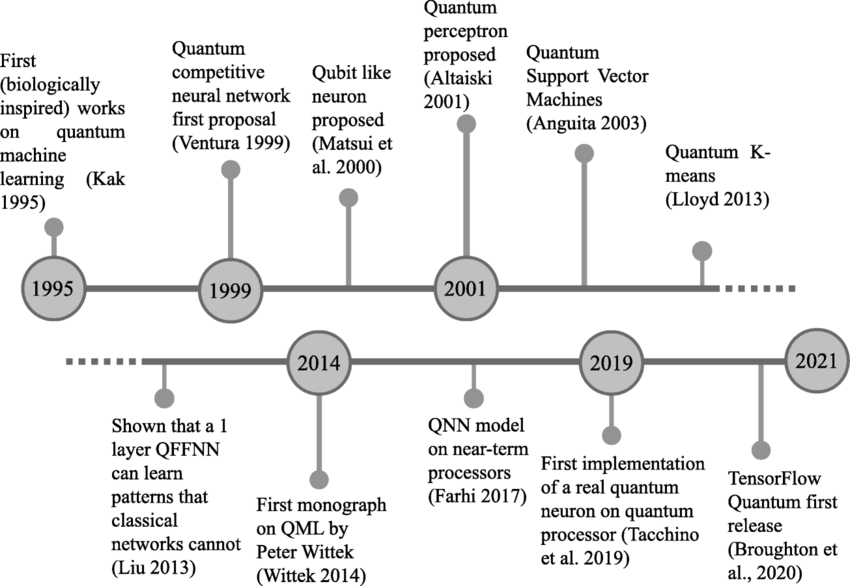 First
(biologically
inspired) works
on quantum
machine
learning (Kak
1995)
Quantum
competitive
neural network
first proposal
(Ventura 1999)
Qubit like
neuron
proposed
(Matsui et
al. 2000)
Quantum
perceptron
proposed
(Altaiski
2001)
Quantum
Support Vector
Machines
(Anguita 2003)
Quantum K-
means
(Lloyd 2013)
1995
1999
2001
2014
2019
2021
Shown that a 1
layer QFFNN
can learn
patterns that
classical
networks cannot
(Liu 2013)
First monograph
on QML by
Peter Wittek
(Wittek 2014)
QNN model
on near-term
processors
(Farhi 2017)
First implementation
of a real quantum
neuron on quantum
processor (Tacchino
et al. 2019)
TensorFlow
Quantum first
release
(Broughton et
al., 2020)